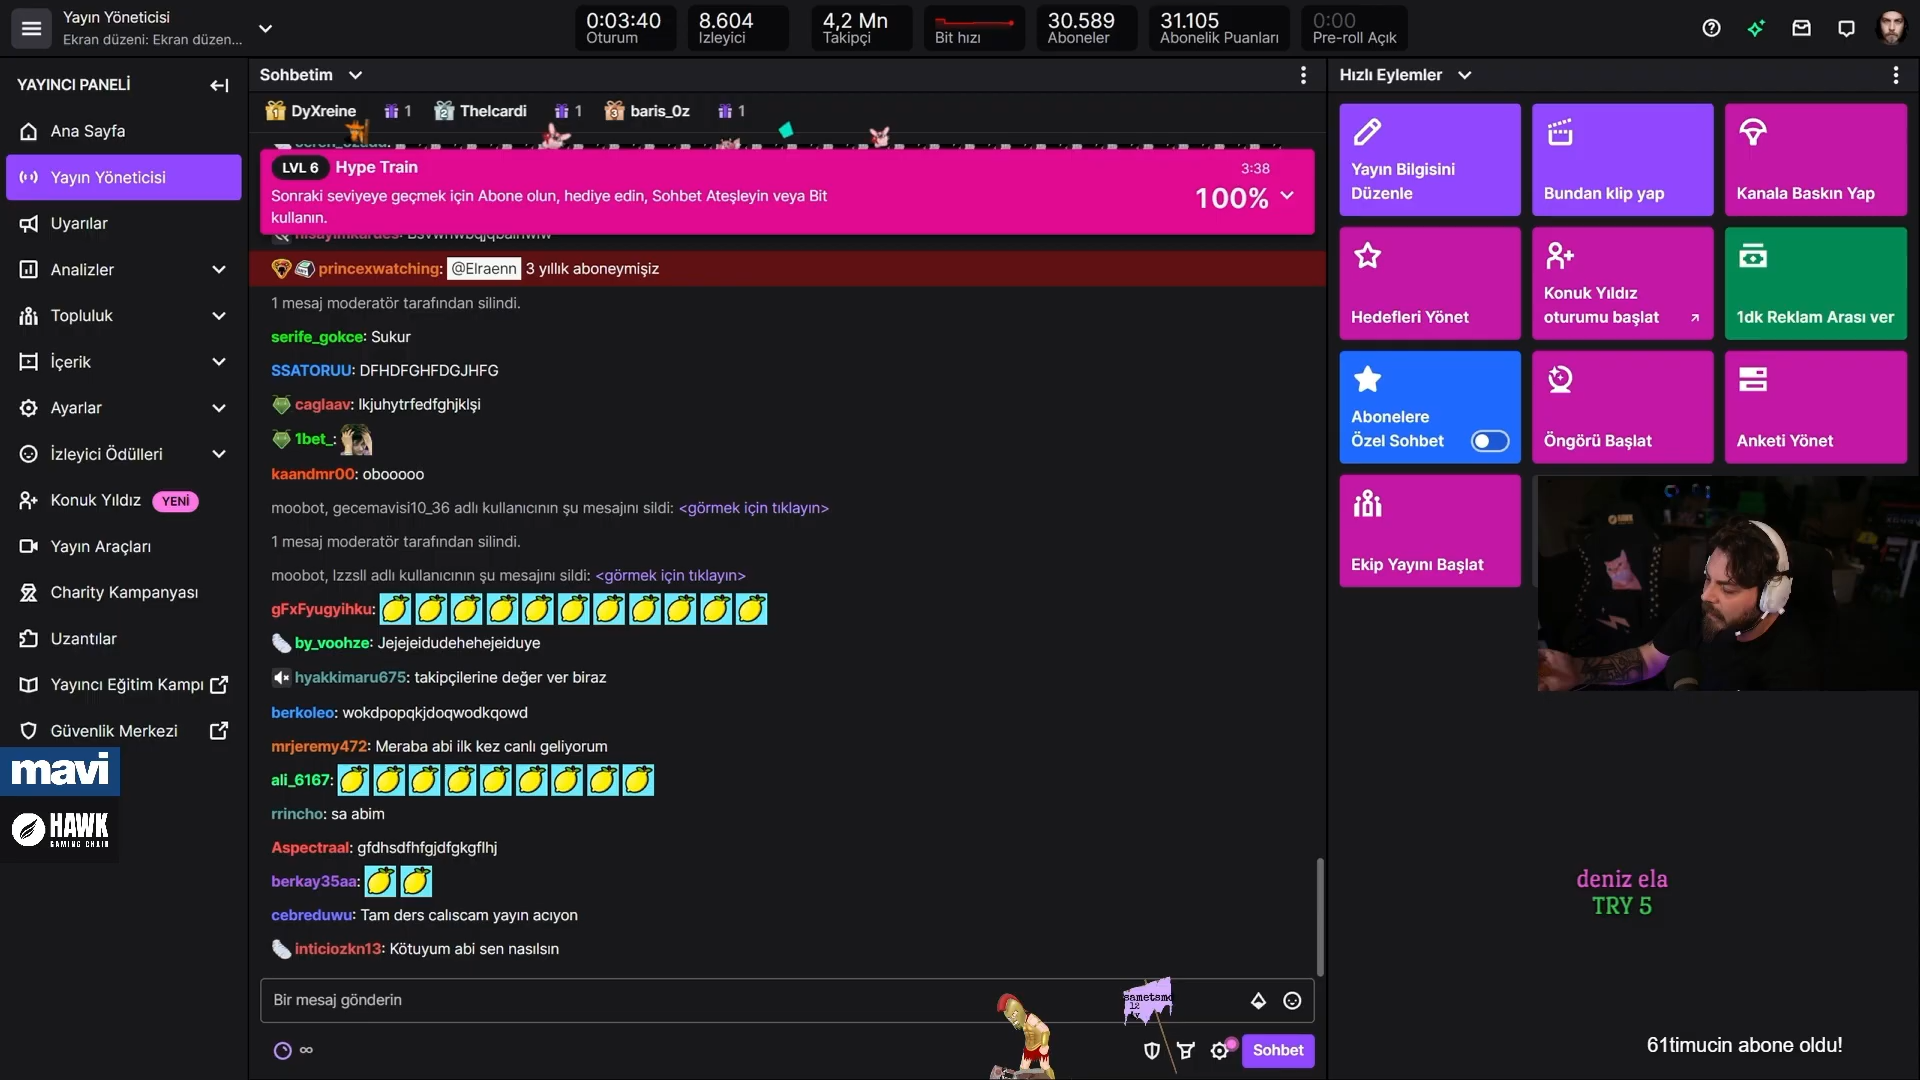 Yayın Yöneticisi
Ekran düzeni: Ekran düzen...
0:03:40
Oturum
8.604
İzleyici
4,2 Mn
Takipçi
Bit hızı
30.589
Aboneler
31.105
Abonelik Puanları
0:00
Pre-roll Açık
YAYINCI PANELİ
Ana Sayfa
Yayın Yöneticisi
Uyarılar
Analizler
Topluluk
İçerik
Ayarlar
İzleyici Ödülleri
Konuk Yıldız YENİ
Yayın Araçları
Charity Kampanyası
Uzantılar
Yayıncı Eğitim Kampı
Güvenlik Merkezi
mavi
HAWK
GAMING CHAIR
Sohbetim
1 DyXreine 1 2 Thelcardi 1 3 baris_0z 1
LVL 6 Hype Train
3:38
Sonraki seviyeye geçmek için Abone olun, hediye edin, Sohbet Ateşleyin veya Bit
kullanın.
100%
princexwatching: @Elraenn 3 yıllık aboneymişiz
1 mesaj moderatör tarafından silindi.
serife_gokce: Sukur
SSATORUU: DFHDFGHFDGJHFG
caglaav: lkjuhytrfedfghjklşi
1bet_:
kaandmr00: obooooo
moobot, gecemavisi10_36 adlı kullanıcının şu mesajını sildi: <görmek için tıklayın>
1 mesaj moderatör tarafından silindi.
moobot, lzzsll adlı kullanıcının şu mesajını sildi: <görmek için tıklayın>
gFxFyugyihku:
by_voohze: Jejejeidudehehejeiduye
hyakkimaru675: takipçilerine değer ver biraz
berkoleo: wokdpopqkjdoqwodkqowd
mrjeremy472: Meraba abi ilk kez canlı geliyorum
ali_6167:
rrincho: sa abim
Aspectraal: gfdhsdfhfgjdfgkgflhj
berkay35aa:
cebreduwu: Tam ders calıscam yayın acıyon
inticiozkn13: Kötuyum abi sen nasılsın
Bir mesaj gönderin
sametsmo
12
Sohbet
Hızlı Eylemler
Yayın Bilgisini
Düzenle
Bundan klip yap
Kanala Baskın Yap
Hedefleri Yönet
Konuk Yıldız
oturumu başlat
1dk Reklam Arası ver
Abonelere
Özel Sohbet
Öngörü Başlat
Anketi Yönet
Ekip Yayını Başlat
HAWK
deniz ela
TRY 5
61timucin abone oldu!